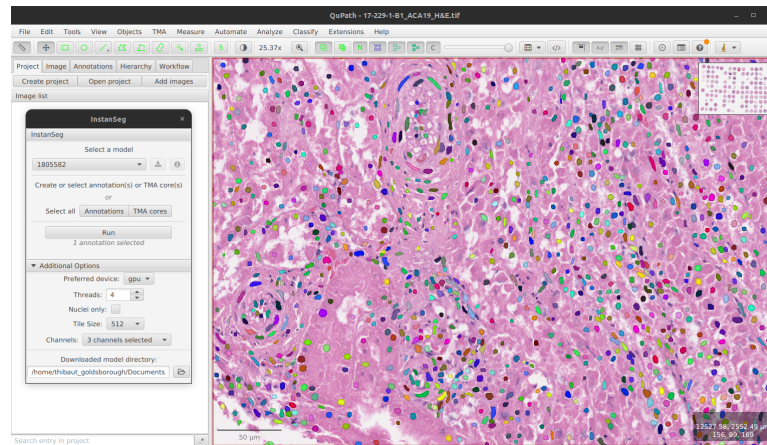 QuPath - 17-229-1-B1_ACA19_H&E.tif
File Edit Tools View Objects TMA Measure Automate Analyze Classify Extensions Help
S 25.37x N C </>
Project Image Annotations Hierarchy Workflow
Create project Open project Add images
Image list
InstanSeg
InstanSeg
Select a model
1805582
Create or select annotation(s) or TMA core(s)
or
Select all Annotations TMA cores
Run
1 annotation selected
Additional Options
Preferred device: gpu
Threads: 4
Nuclei only:
Tile Size: 512
Channels: 3 channels selected
Downloaded model directory:
/home/thibaut_goldsborough/Documents
50 µm
12627.58, 2552.49 µm
156, 99, 169
Search entry in project